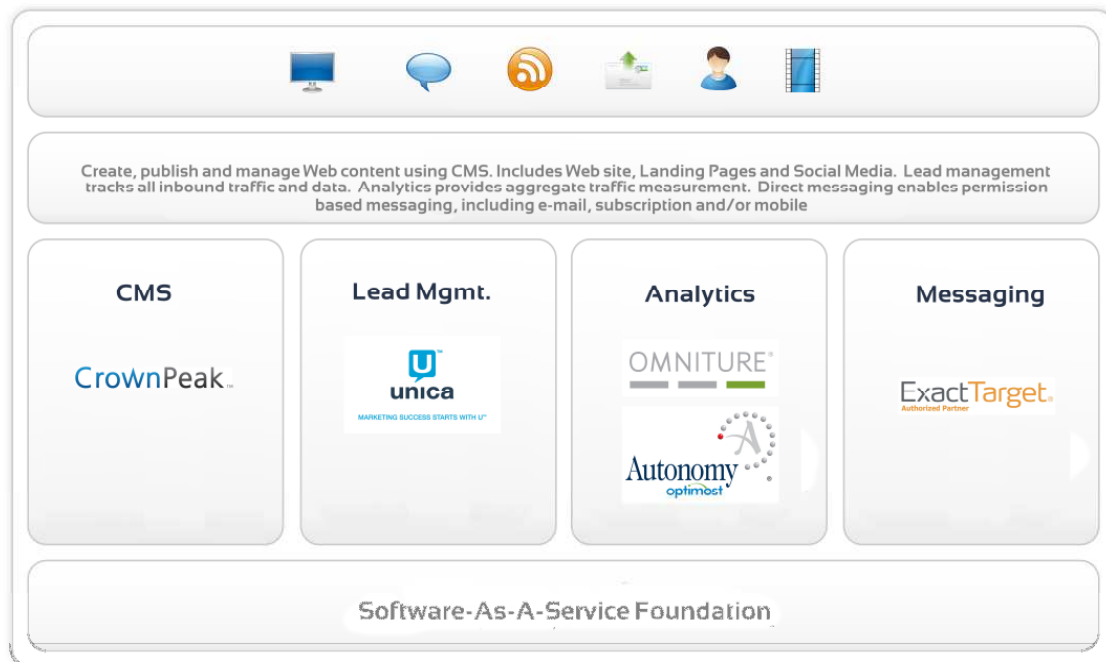 Create, publish and manage Web content using CMS. Includes Web site, Landing Pages and Social Media. Lead management
tracks all inbound traffic and data. Analytics provides aggregate traffic measurement. Direct messaging enables permission
based messaging, including e-mail, subscription and/or mobile
CMS
Lead Mgmt.
Analytics
Messaging
CrownPeak™
U™
unica
MARKETING SUCCESS STARTS WITH U™
OMNITURE®
A
Autonomy
optimost
ExactTarget®
Authorized Partner
Software-As-A-Service Foundation